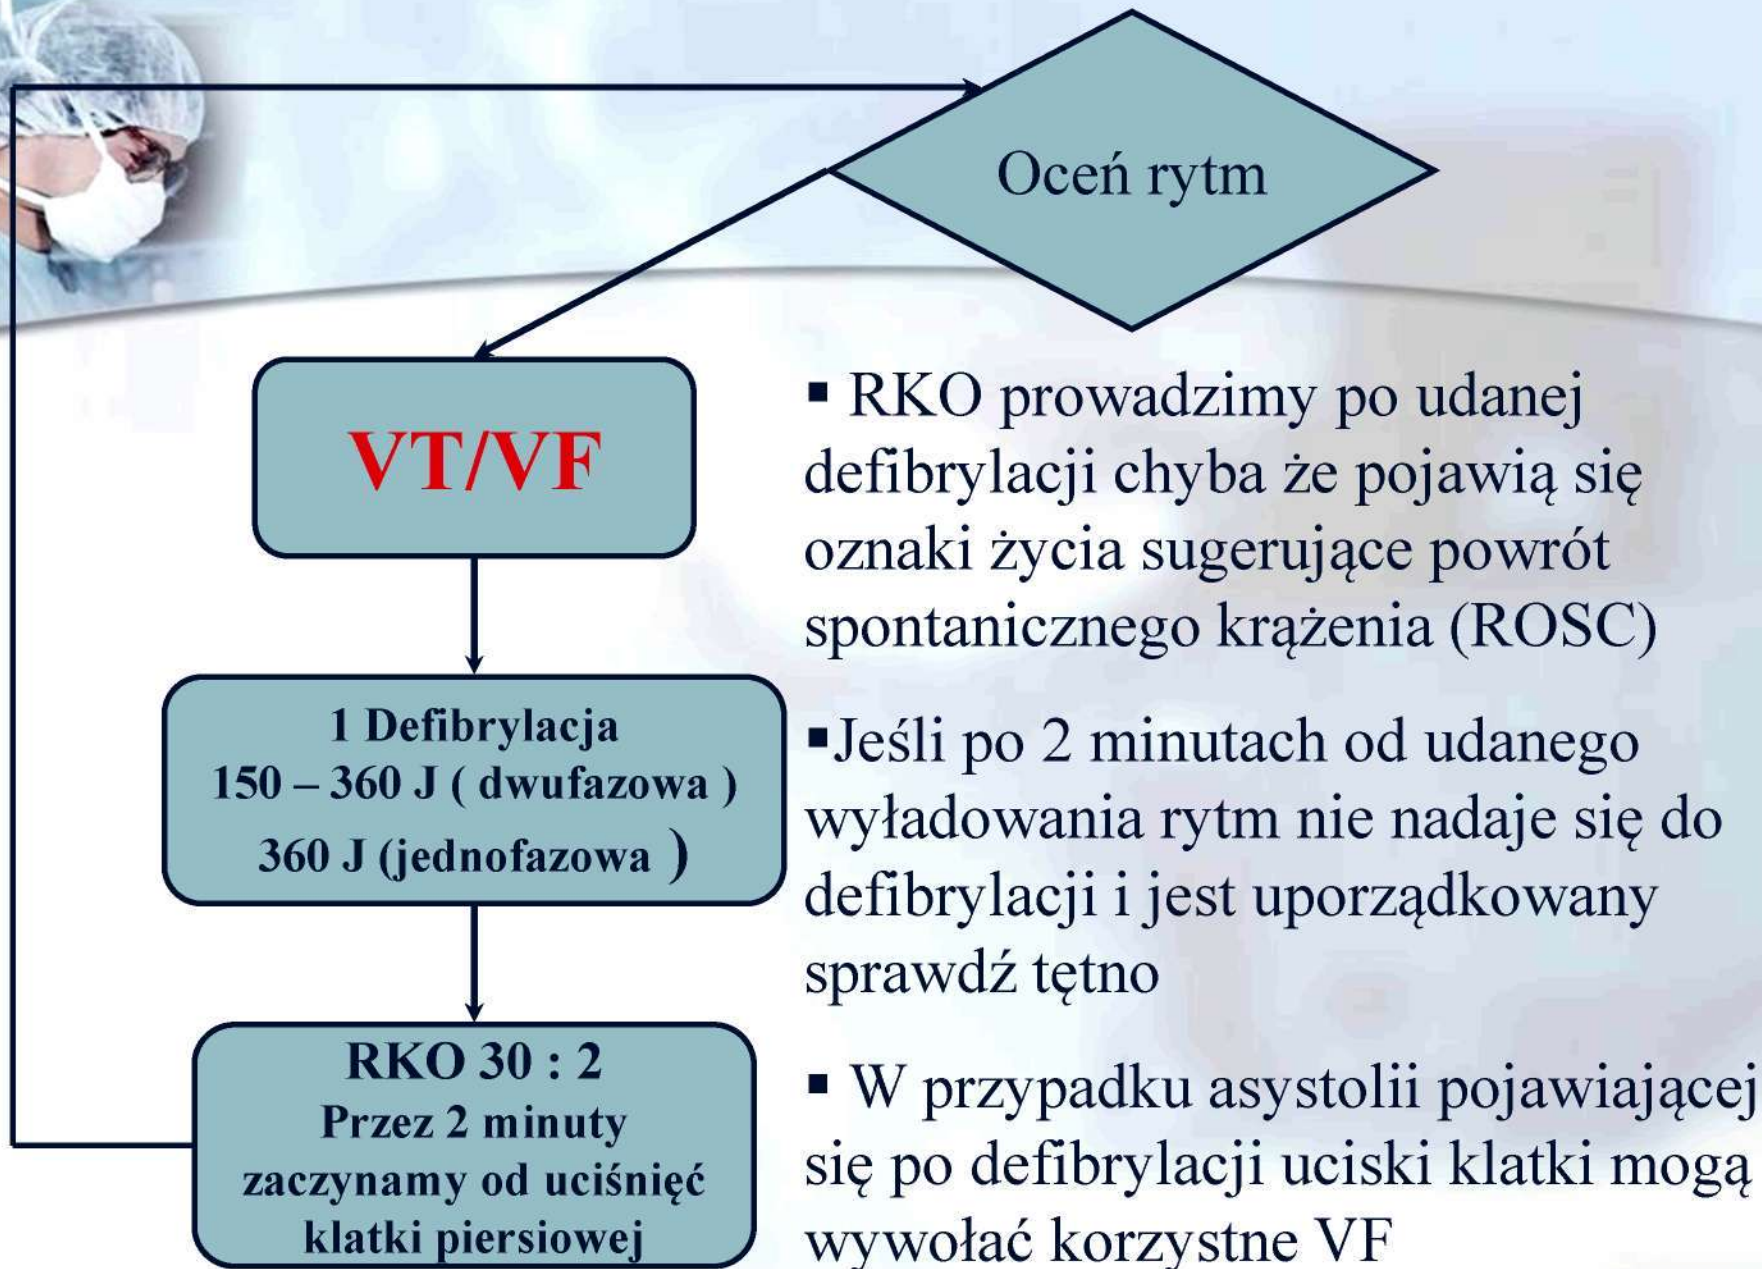 Oceń rytm
VT/VF
1 Defibrylacja
150 – 360 J ( dwufazowa )
360 J (jednofazowa )
RKO 30 : 2
Przez 2 minuty
zaczynamy od uciśnięć
klatki piersiowej
▪ RKO prowadzimy po udanej
defibrylacji chyba że pojawią się
oznaki życia sugerujące powrót
spontanicznego krążenia (ROSC)
▪Jeśli po 2 minutach od udanego
wyładowania rytm nie nadaje się do
defibrylacji i jest uporządkowany
sprawdź tętno
▪ W przypadku asystolii pojawiającej
się po defibrylacji uciski klatki mogą
wywołać korzystne VF